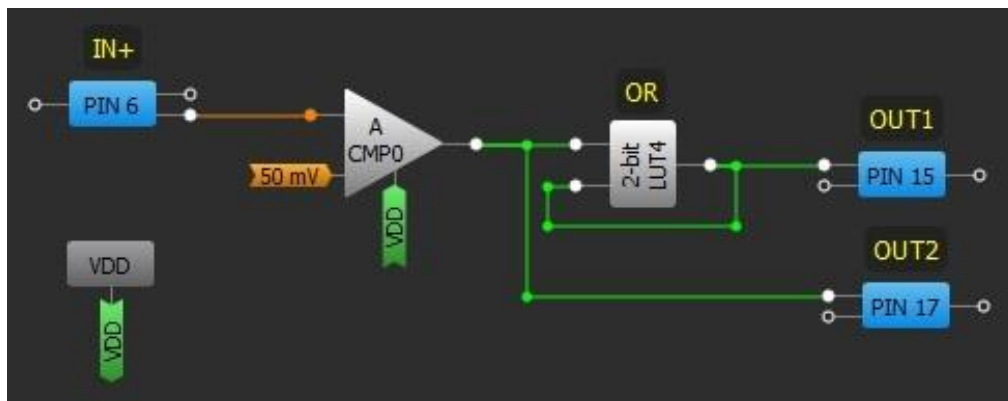 IN+
PIN 6
A
CMP0
50 mV
VDD
OR
2-bit
LUT4
OUT1
PIN 15
OUT2
PIN 17
VDD
VDD